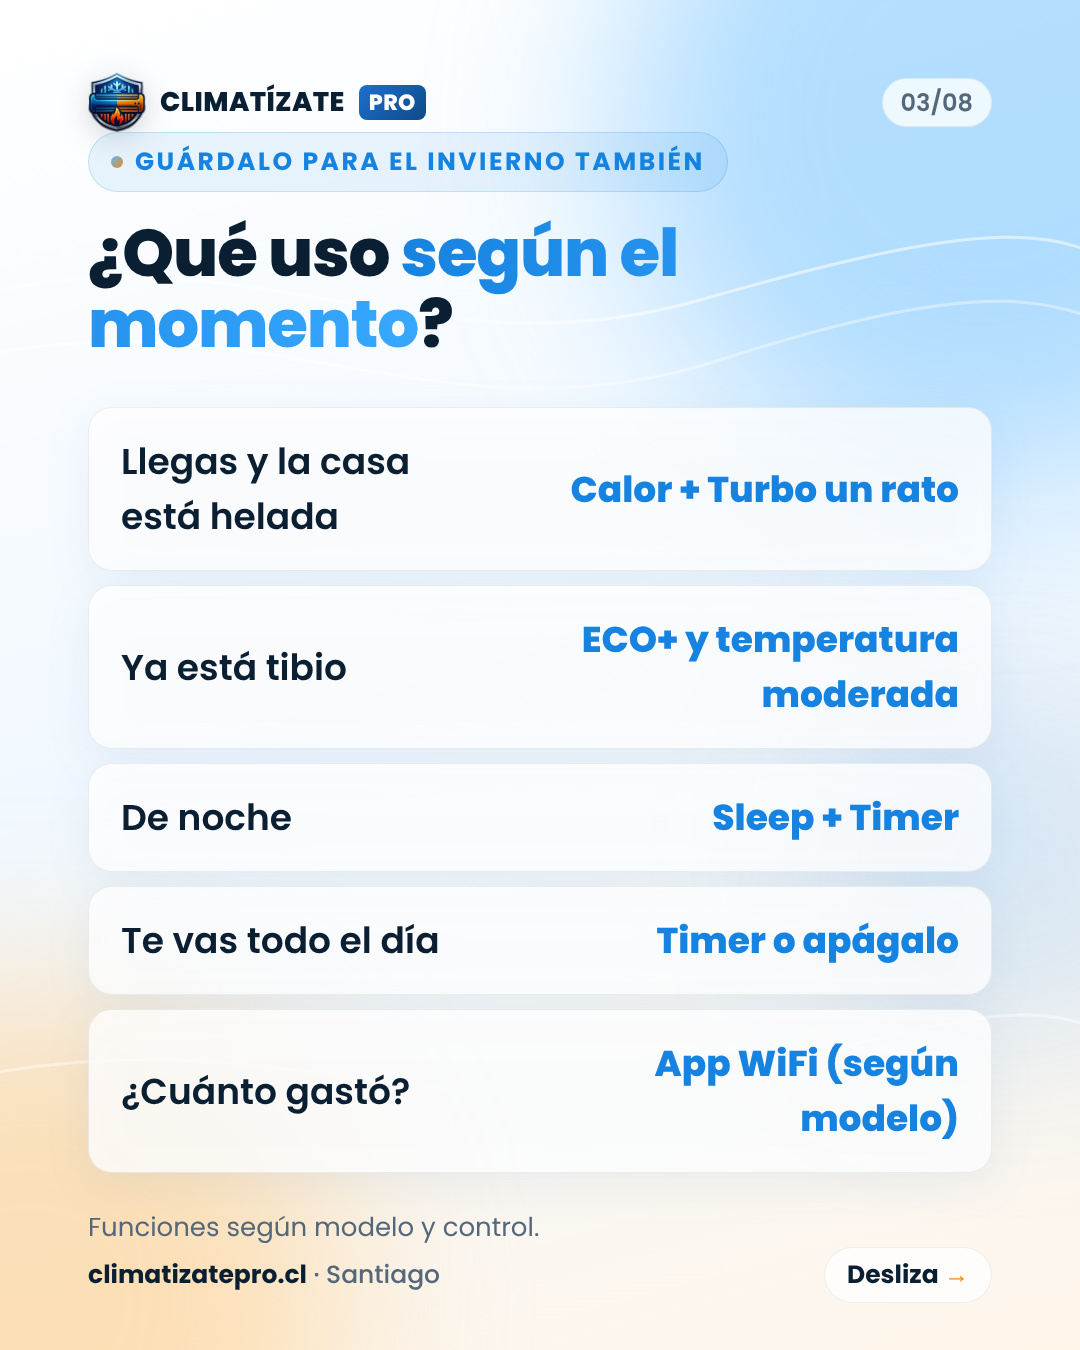 CLIMATÍZATE PRO
03/08
GUÁRDALO PARA EL INVIERNO TAMBIÉN
¿Qué uso según el
momento?
Llegas y la casa
está helada
Calor + Turbo un rato
Ya está tibio
ECO+ y temperatura
moderada
De noche
Sleep + Timer
Te vas todo el día
Timer o apágalo
¿Cuánto gastó?
App WiFi (según
modelo)
Funciones según modelo y control.
climatizatepro.cl · Santiago
Desliza →